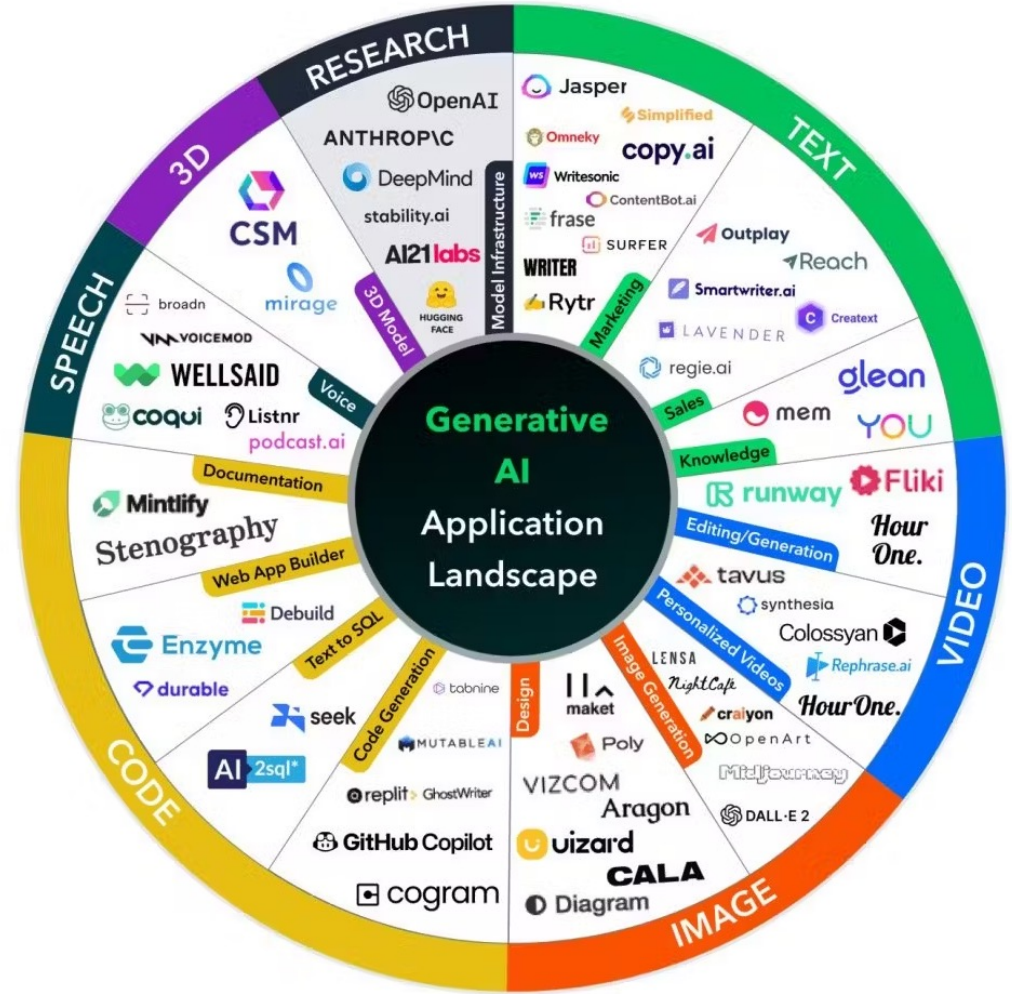 Generative
AI
Application
Landscape
RESEARCH
Model Infrastructure
OpenAI
ANTHROP\C
DeepMind
stability.ai
AI21 labs
HUGGING
FACE
TEXT
Marketing
Jasper
Simplified
Omneky
copy.ai
ws
Writesonic
ContentBot.ai
frase
SURFER
WRITER
Rytr
Sales
Outplay
Reach
Smartwriter.ai
C
Creatext
LAVENDER
regie.ai
Knowledge
glean
mem
YOU
VIDEO
Editing/Generation
runway
Fliki
Hour
One.
Personalized Videos
tavus
synthesia
Colossyan
Rephrase.ai
HourOne.
IMAGE
Image Generation
LENSA
NightCafé
craiyon
OpenArt
Midjourney
DALL·E 2
Design
maket
Poly
VIZCOM
Aragon
uizard
CALA
Diagram
CODE
Code Generation
tabnine
MUTABLEAI
replit GhostWriter
GitHub Copilot
cogram
Text to SQL
seek
AI 2sql*
Web App Builder
Debuild
Enzyme
durable
Documentation
Mintlify
Stenography
SPEECH
Voice
broadn
VOICEMOD
WELLSAID
coqui
Listnr
podcast.ai
3D
3D Model
CSM
mirage